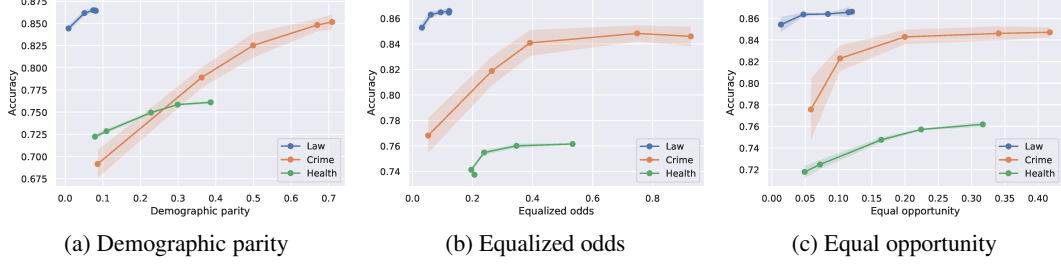 0.875
0.850
0.825
0.800
0.775
0.750
0.725
0.700
0.675
Accuracy
0.0 0.1 0.2 0.3 0.4 0.5 0.6 0.7
Demographic parity
Law
Crime
Health
(a) Demographic parity
0.86
0.84
0.82
0.80
0.78
0.76
0.74
Accuracy
0.0 0.2 0.4 0.6 0.8
Equalized odds
Law
Crime
Health
(b) Equalized odds
0.86
0.84
0.82
0.80
0.78
0.76
0.74
0.72
Accuracy
0.00 0.05 0.10 0.15 0.20 0.25 0.30 0.35 0.40
Equal opportunity
Law
Crime
Health
(c) Equal opportunity